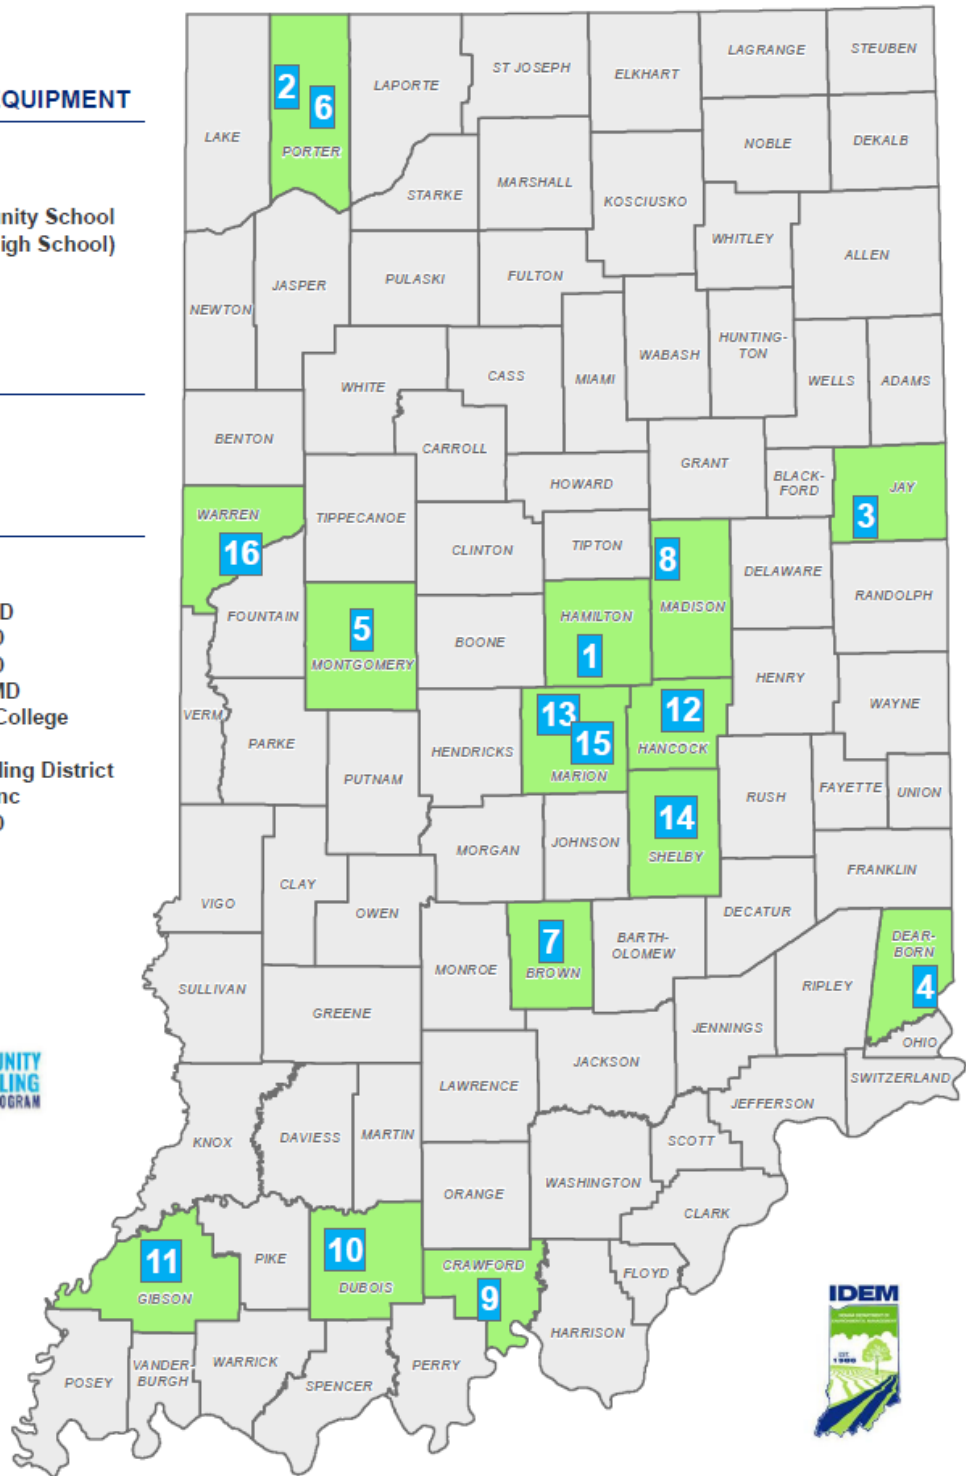 QUIPMENT
nity School
igh School)
D
D
D
MD
College
ling District
nc
D
UNITY
LING
OGRAM
LAKE
2
6
PORTER
LAPORTE
ST JOSEPH
ELKHART
LAGRANGE
STEUBEN
NOBLE
DEKALB
STARKE
MARSHALL
KOSCIUSKO
WHITLEY
ALLEN
NEWTON
JASPER
PULASKI
FULTON
WHITE
CASS
MIAMI
WABASH
HUNTING-
TON
WELLS
ADAMS
BENTON
CARROLL
HOWARD
GRANT
BLACK-
FORD
JAY
3
WARREN
16
TIPPECANOE
CLINTON
TIPTON
8
MADISON
DELAWARE
RANDOLPH
FOUNTAIN
5
MONTGOMERY
BOONE
HAMILTON
1
HENRY
WAYNE
VERM
PARKE
PUTNAM
HENDRICKS
13
15
MARION
12
HANCOCK
RUSH
FAYETTE
UNION
VIGO
CLAY
OWEN
MORGAN
JOHNSON
14
SHELBY
DECATUR
FRANKLIN
SULLIVAN
GREENE
MONROE
7
BROWN
BARTH-
OLOMEW
RIPLEY
DEAR-
BORN
4
OHIO
JENNINGS
JACKSON
SWITZERLAND
JEFFERSON
LAWRENCE
KNOX
DAVIESS
MARTIN
SCOTT
ORANGE
WASHINGTON
CLARK
11
GIBSON
PIKE
10
DUBOIS
CRAWFORD
9
FLOYD
HARRISON
POSEY
VANDER
BURGH
WARRICK
SPENCER
PERRY
IDEM
EST.
1986